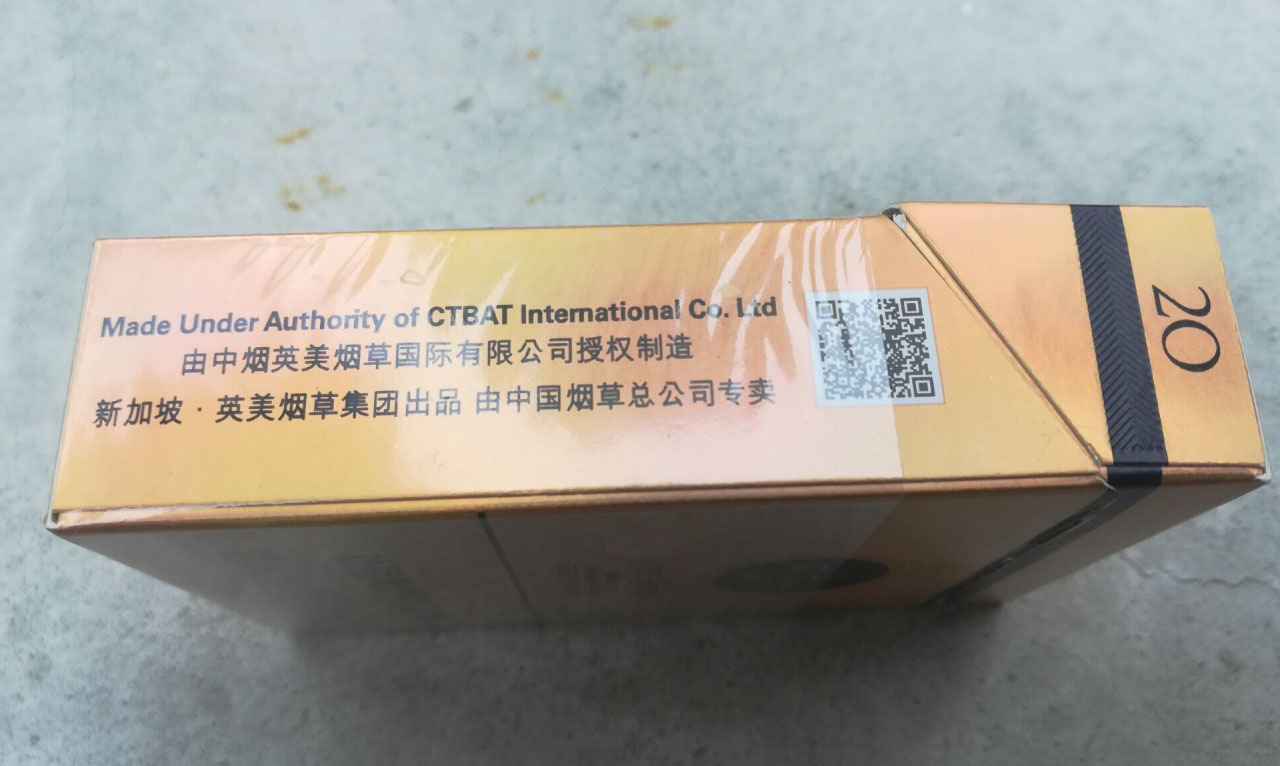 Made Under Authority of CTBAT International Co. Ltd
由中烟英美烟草国际有限公司授权制造
新加坡·英美烟草集团出品 由中国烟草总公司专卖
20